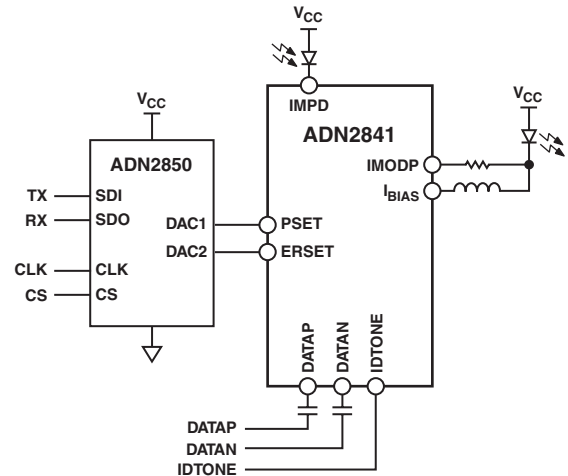 VCC
IMPD
ADN2841
VCC
VCC
ADN2850
IMODP
IBIAS
TX SDI
RX SDO
DAC1 PSET
DAC2 ERSET
CLK CLK
CS CS
DATAP
DATAN
IDTONE
DATAP
DATAN
IDTONE